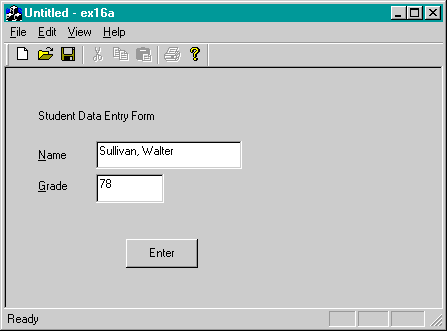 Untitled - ex16a
File Edit View Help
Student Data Entry Form
Name Sullivan, Walter
Grade 78
Enter
Ready